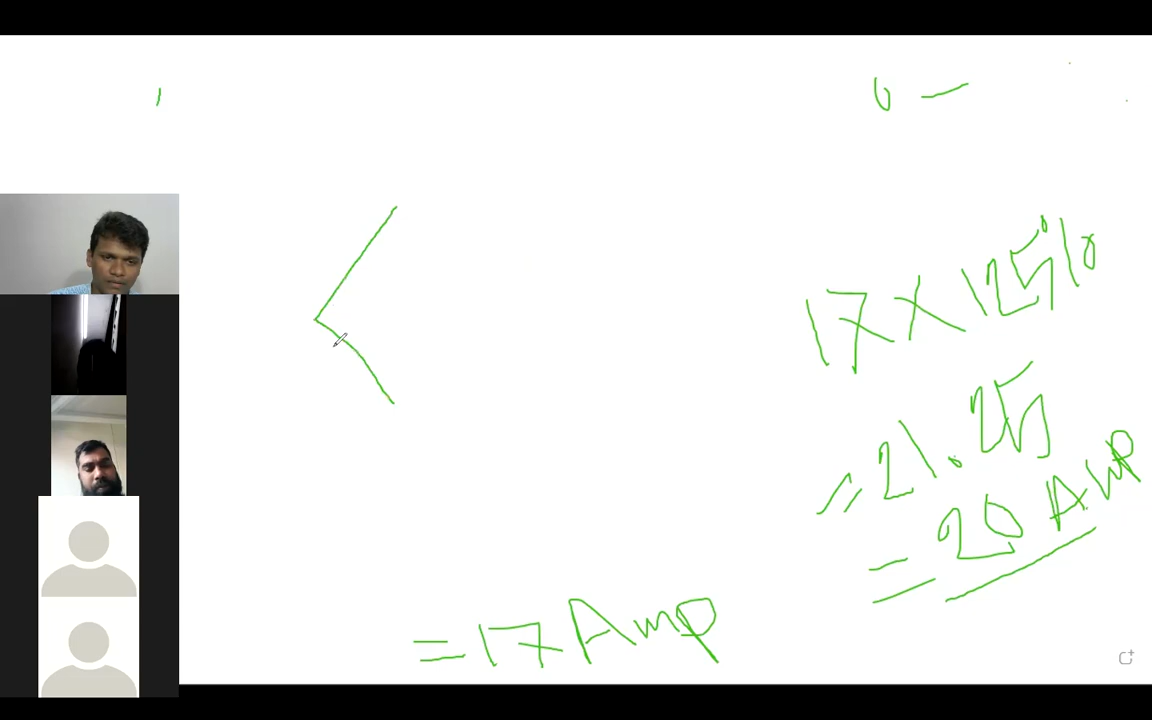 17 x 125%
= 21.25
= 20 Amp
= 17 Amp